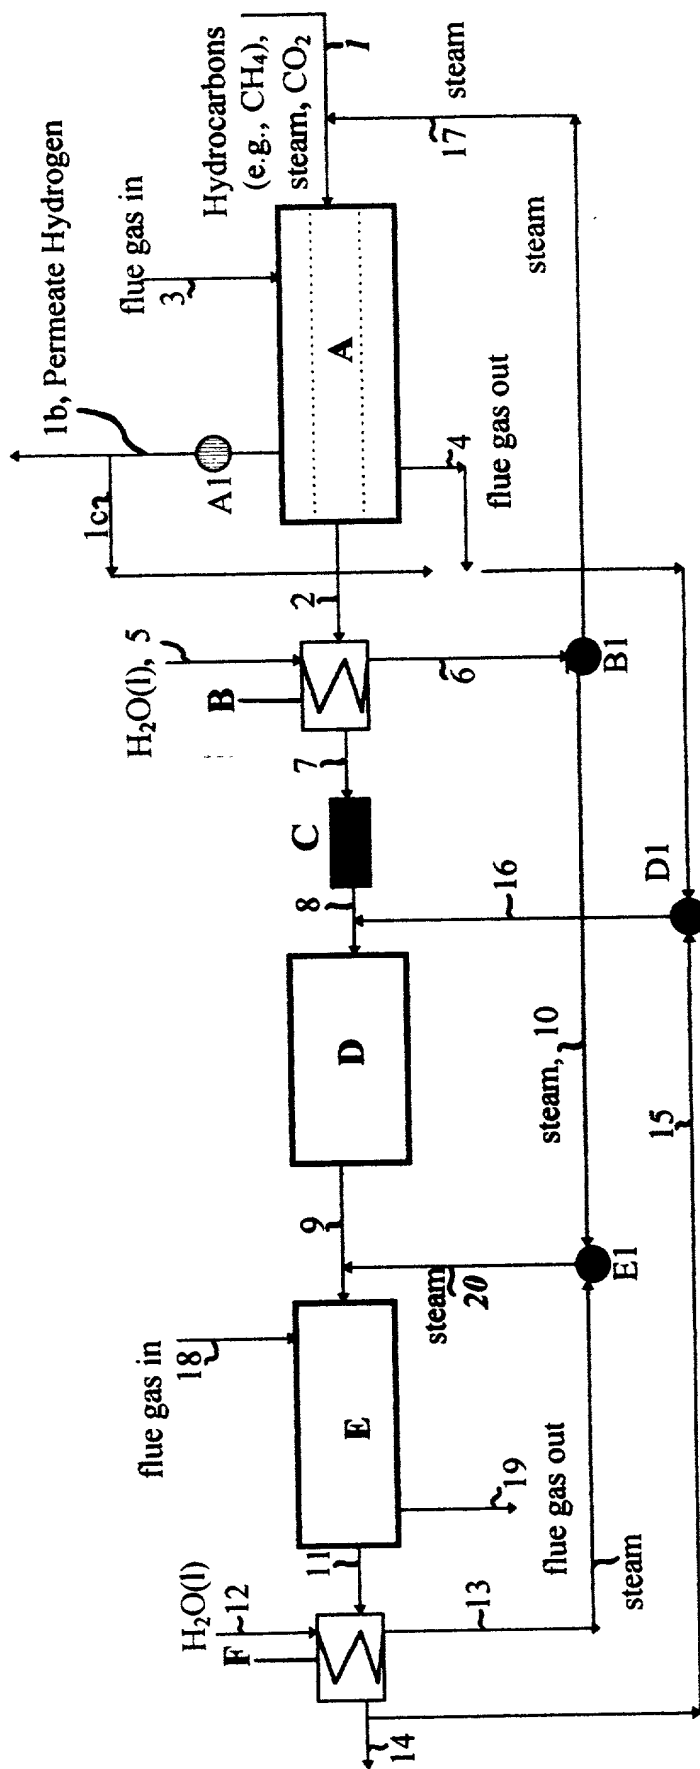 Hydrocarbons
(e.g., CH₄),
steam, CO₂
1
steam
17
steam
flue gas in
3
A
1b, Permeate Hydrogen
A1
1c
4
flue gas out
2
H₂O(l), 5
B
6
B1
7
C
8
16
D1
D
steam, 10
15
9
steam
20
E1
flue gas in
18
E
19
flue gas out
11
H₂O(l)
12
F
13
steam
14